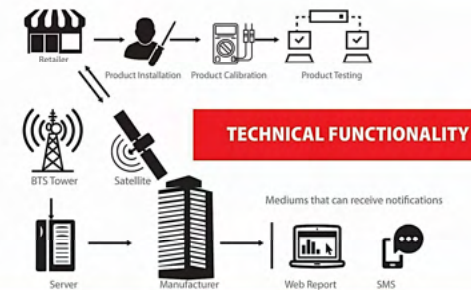 Retailer
Product Installation
Product Calibration
Product Testing
TECHNICAL FUNCTIONALITY
BTS Tower
Satellite
Mediums that can receive notifications
Server
Manufacturer
Web Report
SMS